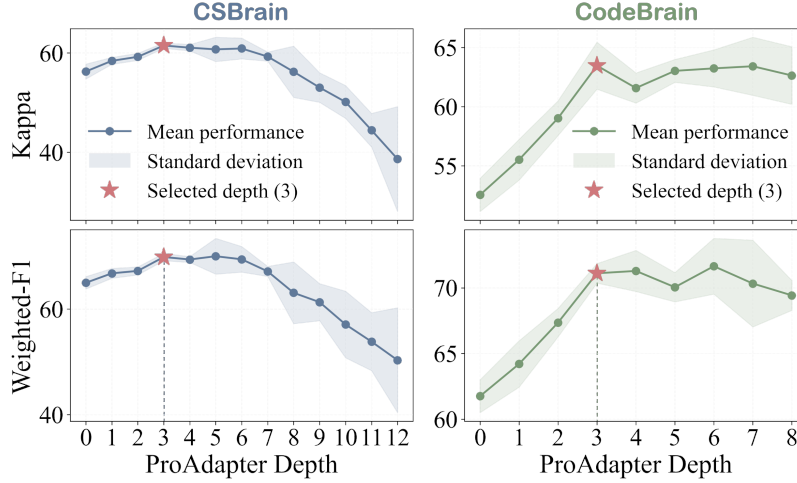 CSBrain
CodeBrain
Kappa
60
40
Mean performance
Standard deviation
Selected depth (3)
65
60
55
Mean performance
Standard deviation
Selected depth (3)
Weighted-F1
60
40
0 1 2 3 4 5 6 7 8 9 10 11 12
ProAdapter Depth
70
65
60
0 1 2 3 4 5 6 7 8
ProAdapter Depth